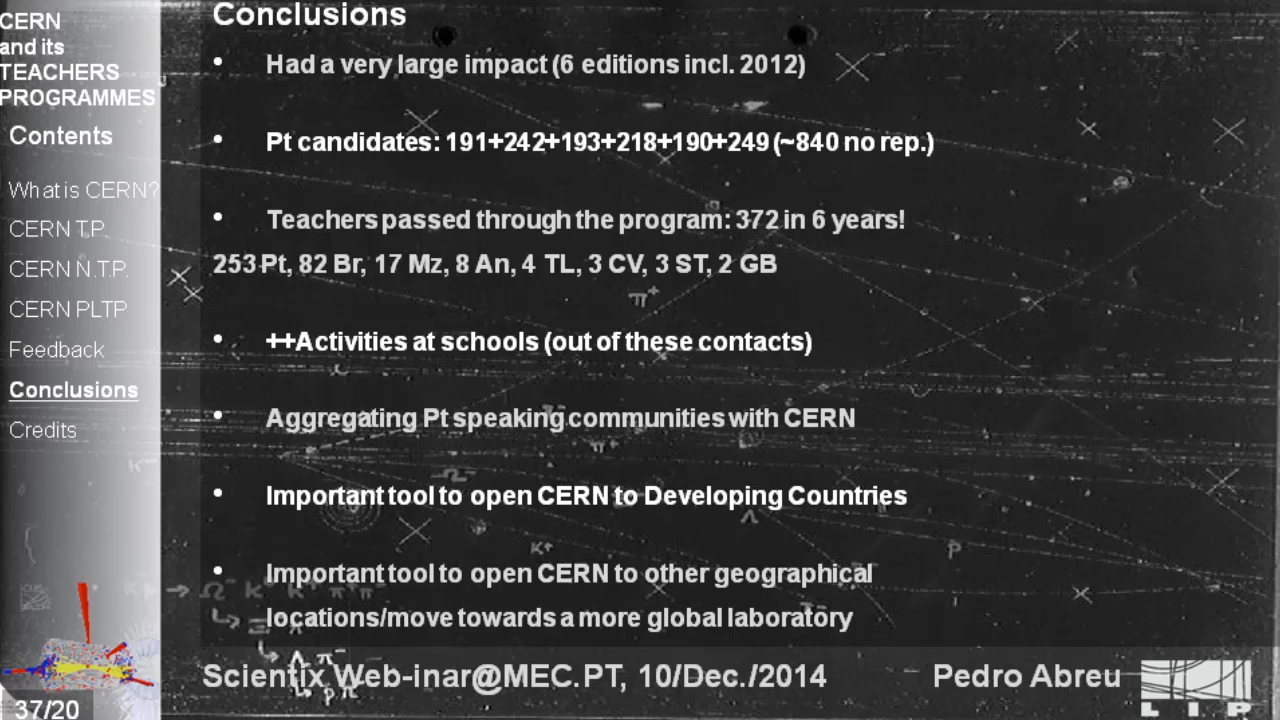 CERN
and its
TEACHERS
PROGRAMMES
Contents
What is CERN?
CERN T.P.
CERN N.T.P.
CERN PLTP
Feedback
Conclusions
Credits
37/20
Conclusions
• Had a very large impact (6 editions incl. 2012)
• Pt candidates: 191+242+193+218+190+249 (~840 no rep.)
• Teachers passed through the program: 372 in 6 years!
253 Pt, 82 Br, 17 Mz, 8 An, 4 TL, 3 CV, 3 ST, 2 GB
π+
• ++Activities at schools (out of these contacts)
• Aggregating Pt speaking communities with CERN
π+
K-
Ω-
• Important tool to open CERN to Developing Countries
Λ
K+
P
• Important tool to open CERN to other geographical
locations/move towards a more global laboratory
Λ π-
p π-
Scientix Web-inar@MEC.PT, 10/Dec./2014
Pedro Abreu
LIP